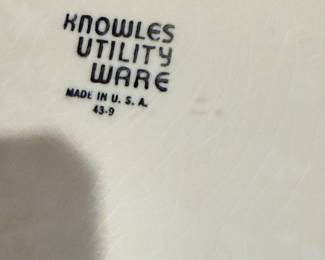 KNOWLES
UTILITY
WARE
MADE IN U. S. A.
43-9